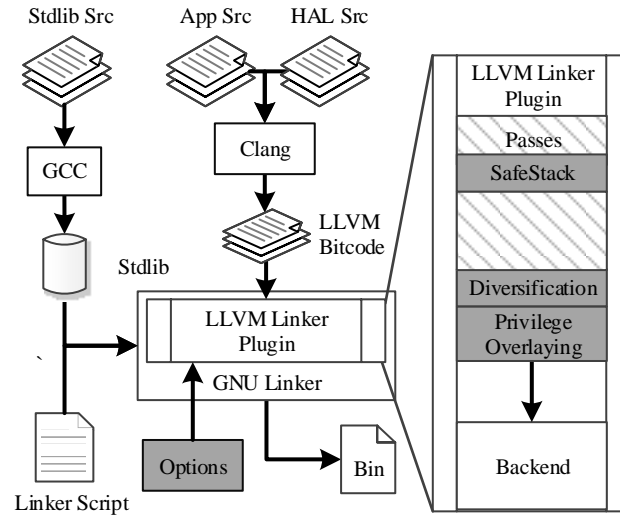 Stdlib Src
App Src
HAL Src
GCC
Clang
LLVM
Bitcode
Stdlib
LLVM Linker
Plugin
GNU Linker
`
Options
Bin
Linker Script
LLVM Linker
Plugin
Passes
SafeStack
Diversification
Privilege
Overlaying
Backend